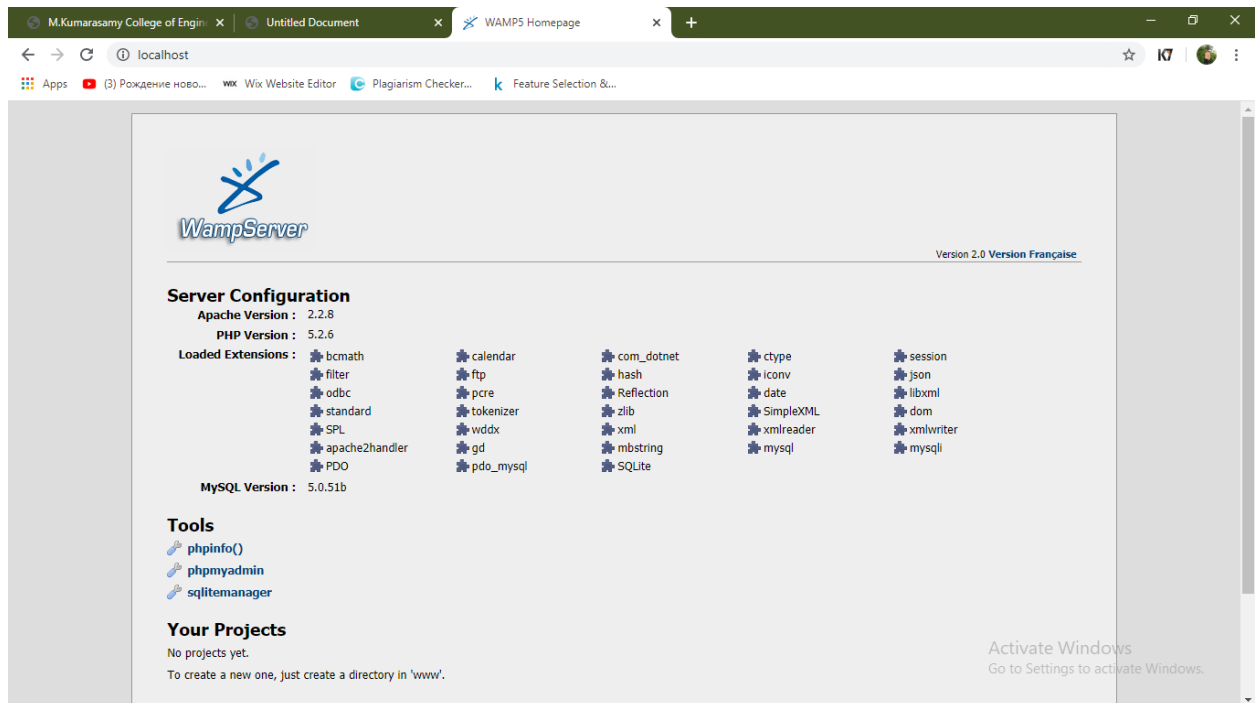 M.Kumarasamy College of Engin
Untitled Document
WAMP5 Homepage
localhost
K7
Apps
(3) Рождение ново...
WIX Wix Website Editor
Plagiarism Checker...
k Feature Selection &...
WampServer
Version 2.0 Version Française
Server Configuration
Apache Version : 2.2.8
PHP Version : 5.2.6
Loaded Extensions : bcmath calendar com_dotnet ctype session
filter ftp hash iconv json
odbc pcre Reflection date libxml
standard tokenizer zlib SimpleXML dom
SPL wddx xml xmlreader xmlwriter
apache2handler gd mbstring mysql mysqli
PDO pdo_mysql SQLite
MySQL Version : 5.0.51b
Tools
phpinfo()
phpmyadmin
sqlitemanager
Your Projects
No projects yet.
To create a new one, just create a directory in 'www'.
Activate Windows
Go to Settings to activate Windows.